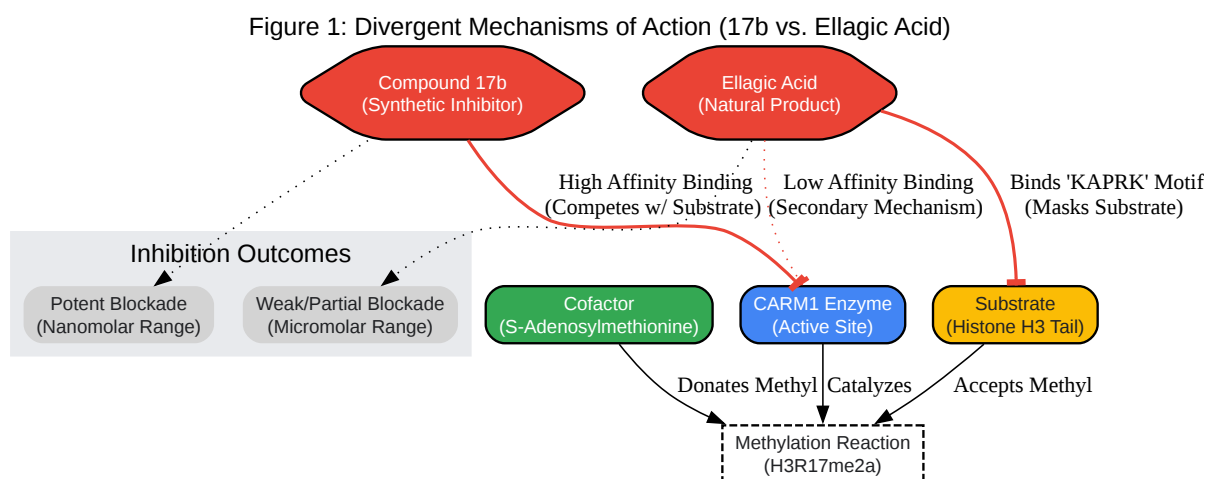 Figure 1: Divergent Mechanisms of Action (17b vs. Ellagic Acid)
Compound 17b
(Synthetic Inhibitor)
Ellagic Acid
(Natural Product)
High Affinity Binding
(Competes w/ Substrate)
Low Affinity Binding
(Secondary Mechanism)
Binds 'KAPRK' Motif
(Masks Substrate)
Inhibition Outcomes
Potent Blockade
(Nanomolar Range)
Weak/Partial Blockade
(Micromolar Range)
Cofactor
(S-Adenosylmethionine)
CARM1 Enzyme
(Active Site)
Substrate
(Histone H3 Tail)
Donates Methyl
Catalyzes
Accepts Methyl
Methylation Reaction
(H3R17me2a)